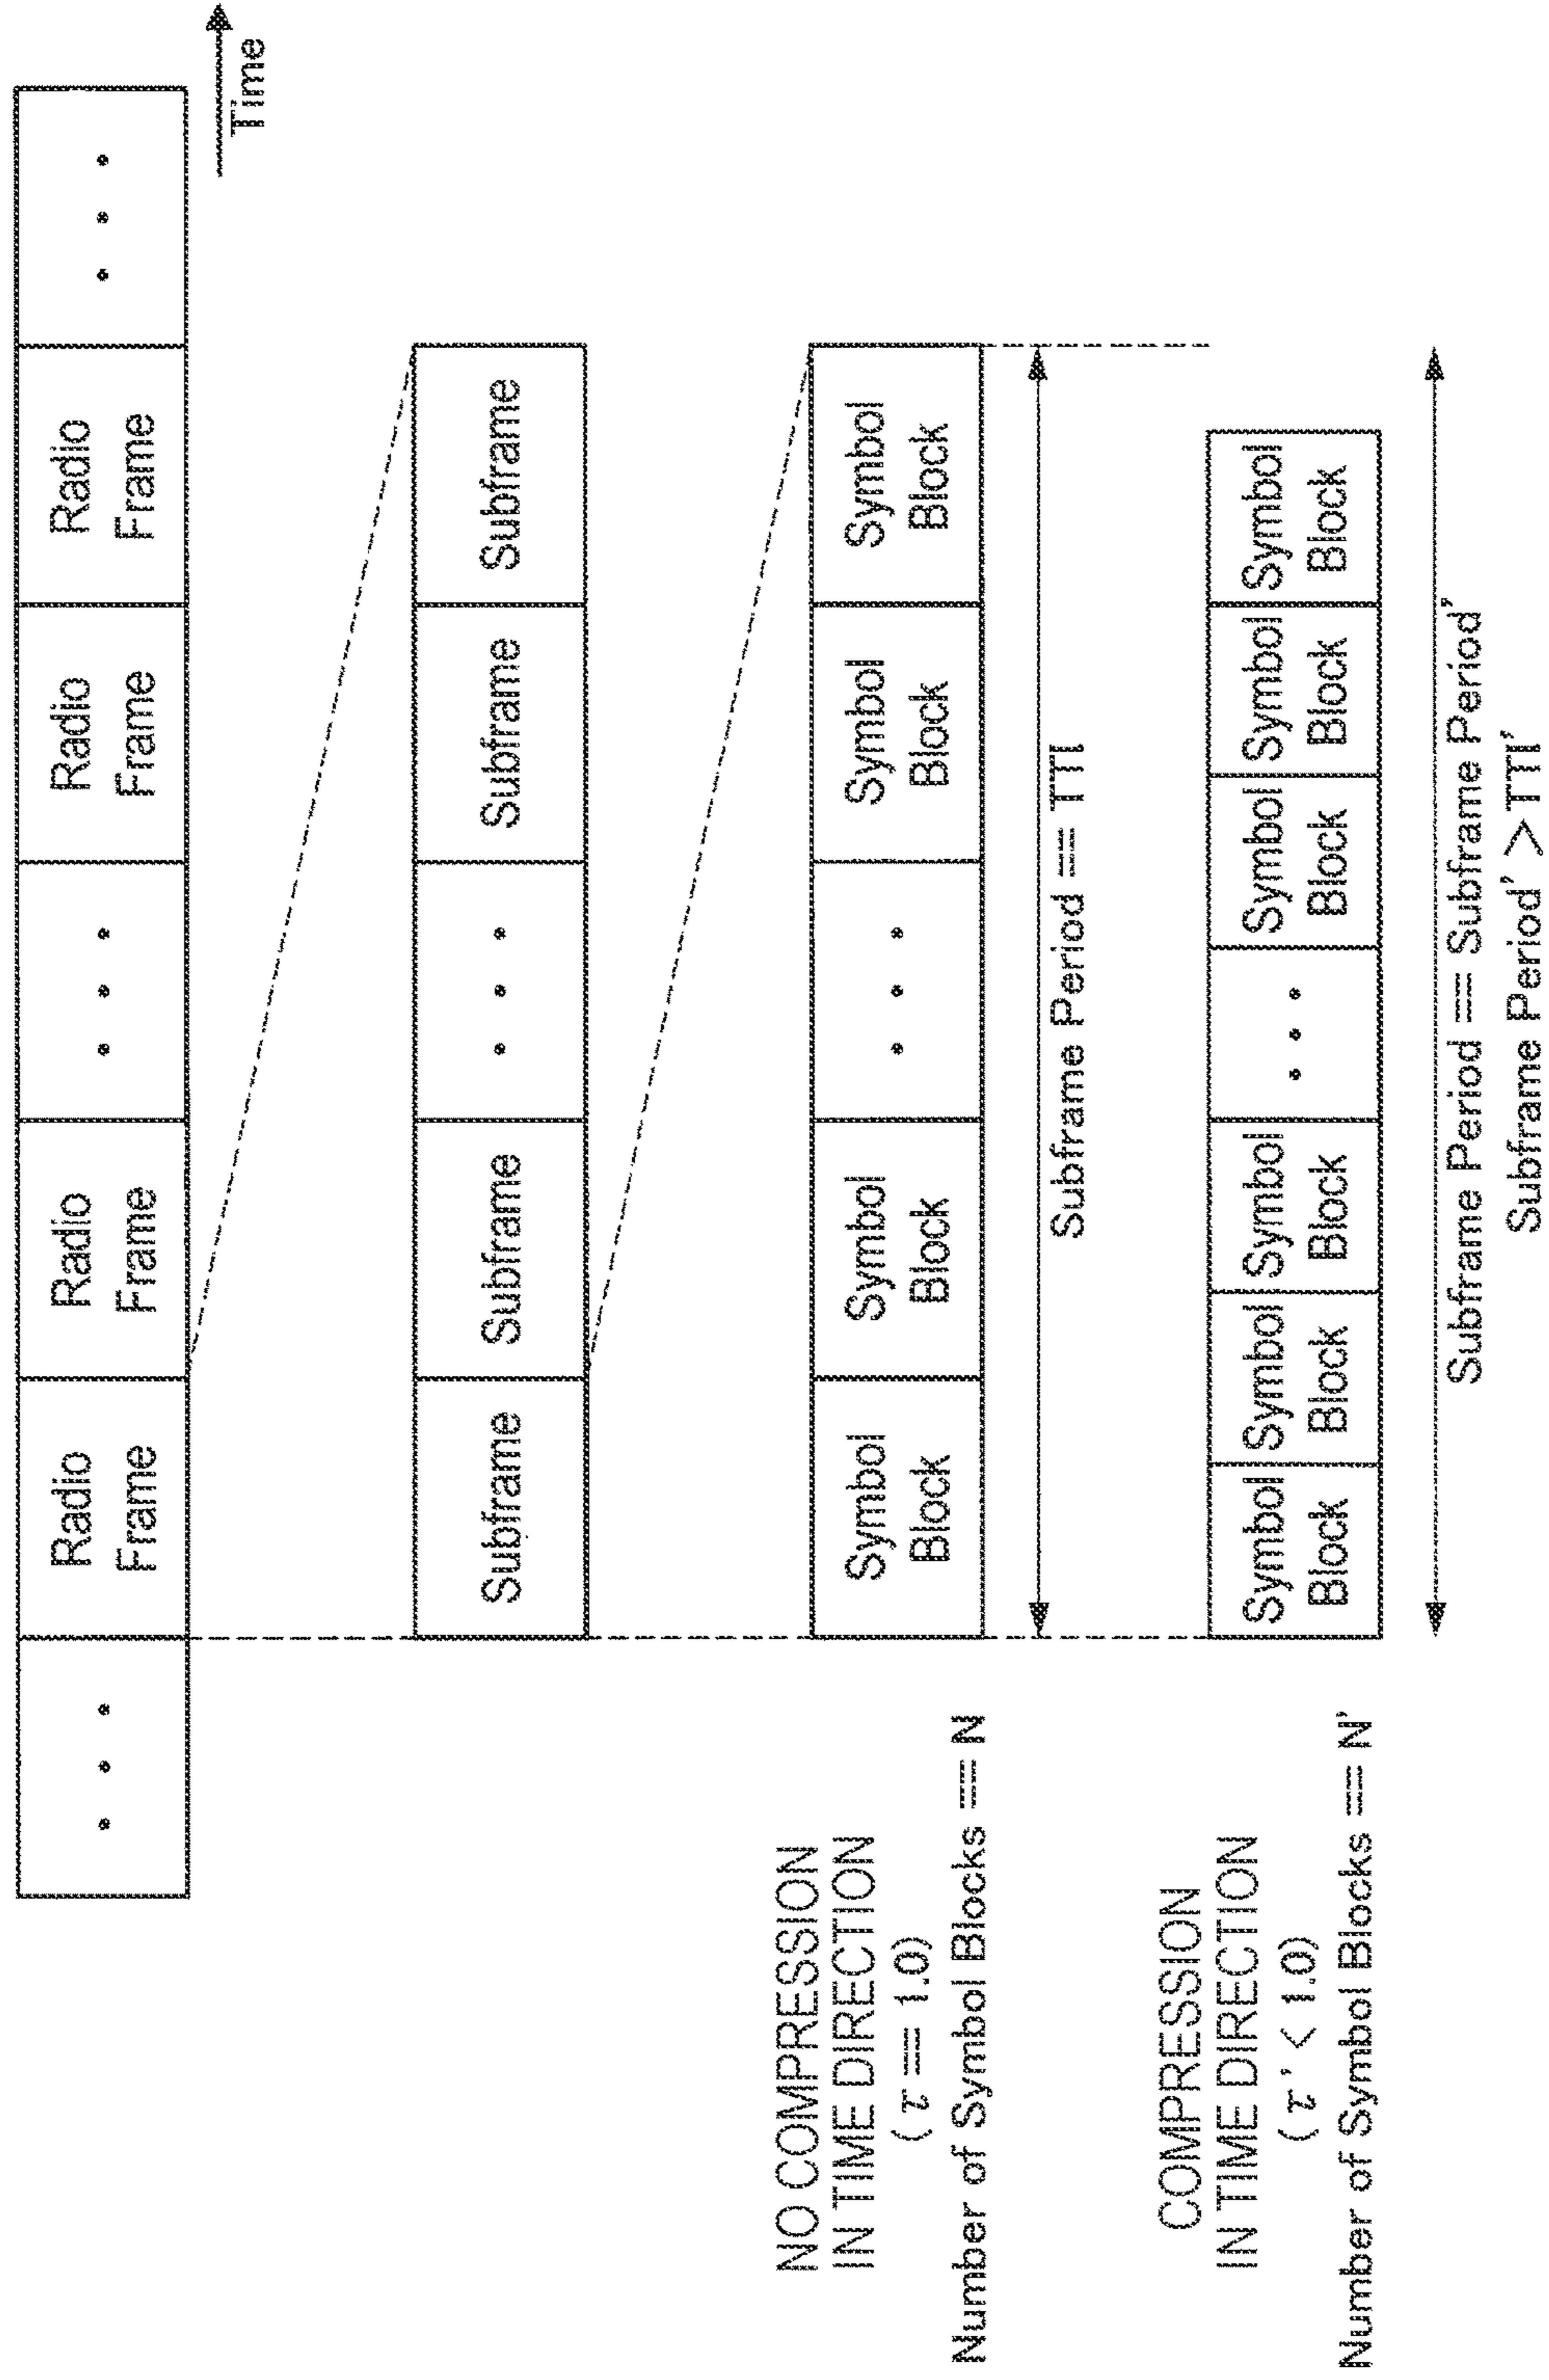 • • •
Radio
Frame
Radio
Frame
• • •
Radio
Frame
Radio
Frame
• • •
Time
Subframe
Subframe
• • •
Subframe
Subframe
NO COMPRESSION
IN TIME DIRECTION
(τ == 1.0)
Number of Symbol Blocks == N
Symbol
Block
Symbol
Block
• • •
Symbol
Block
Symbol
Block
Subframe Period == TTI
COMPRESSION
IN TIME DIRECTION
(τ' < 1.0)
Number of Symbol Blocks == N'
Symbol
Block
Symbol
Block
Symbol
Block
• • •
Symbol
Block
Symbol
Block
Symbol
Block
Subframe Period == Subframe Period'
Subframe Period' > TTI'